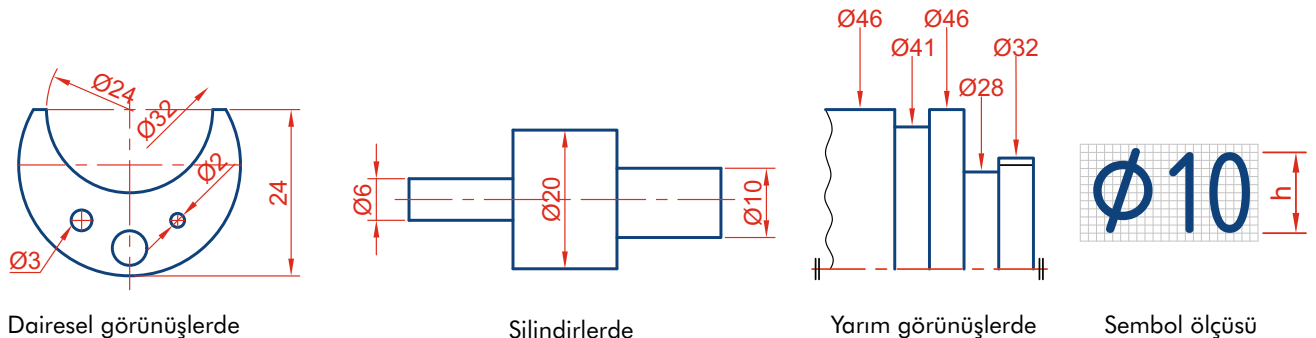 Ø24
Ø32
Ø2
24
Ø3
Dairesel görünüşlerde
Ø6
Ø20
Ø10
Silindirlerde
Ø46
Ø46
Ø41
Ø32
Ø28
Yarım görünüşlerde
Ø10
h
Sembol ölçüsü